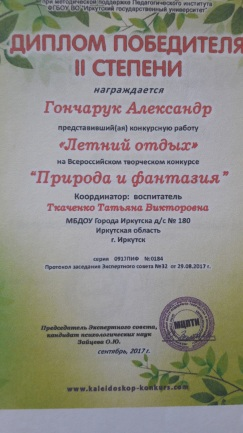 при методической поддержке Педагогического института
ФГБОУ ВО "Иркутский государственный университет"
ДИПЛОМ ПОБЕДИТЕЛЯ
II СТЕПЕНИ
награждается
Гончарук Александр
представивший(ая) конкурсную работу
«Летний отдых»
на Всероссийском творческом конкурсе
"Природа и фантазия"
Координатор: воспитатель
Ткаченко Татьяна Викторовна
МБДОУ Города Иркутска д/с № 180
Иркутская область
г. Иркутск
серия 0917ПИФ №0184
Протокол заседания Экспертного совета №32 от 29.08.2017 г.
Председатель Экспертного совета,
кандидат психологических наук
Зайцева О.Ю.
сентябрь, 2017 г.
www.kaleidoskop-konkurs.com